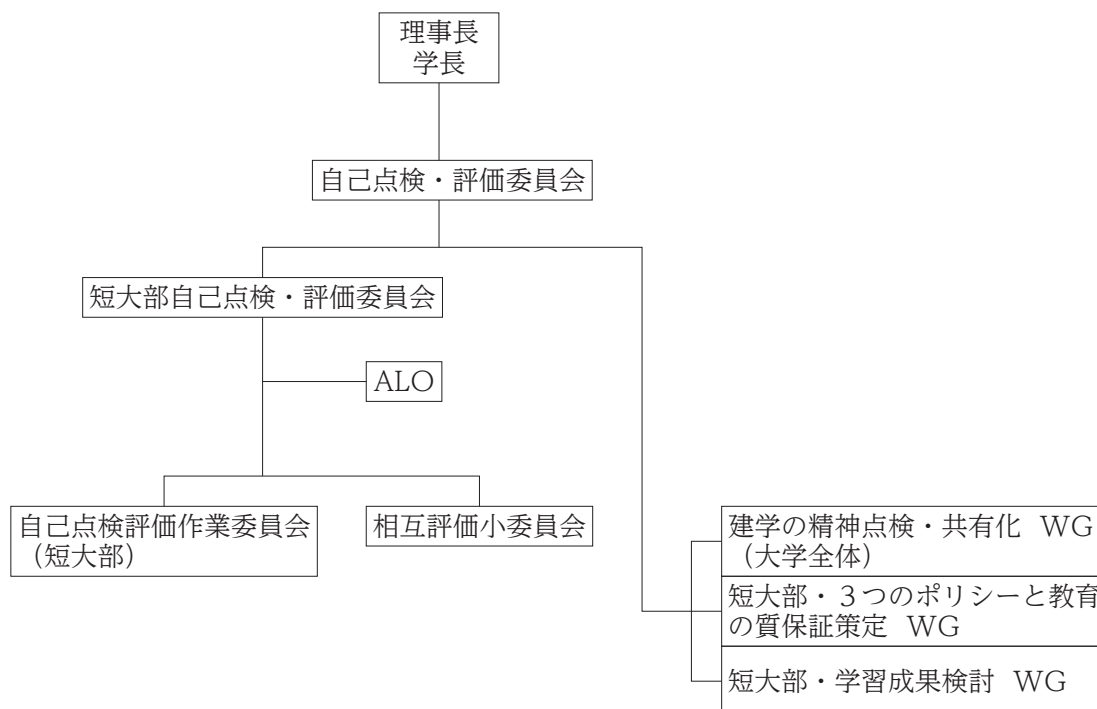 理事長
学長
自己点検・評価委員会
短大部自己点検・評価委員会
ALO
自己点検評価作業委員会
（短大部）
相互評価小委員会
建学の精神点検・共有化 WG
（大学全体）
短大部・３つのポリシーと教育
の質保証策定 WG
短大部・学習成果検討 WG